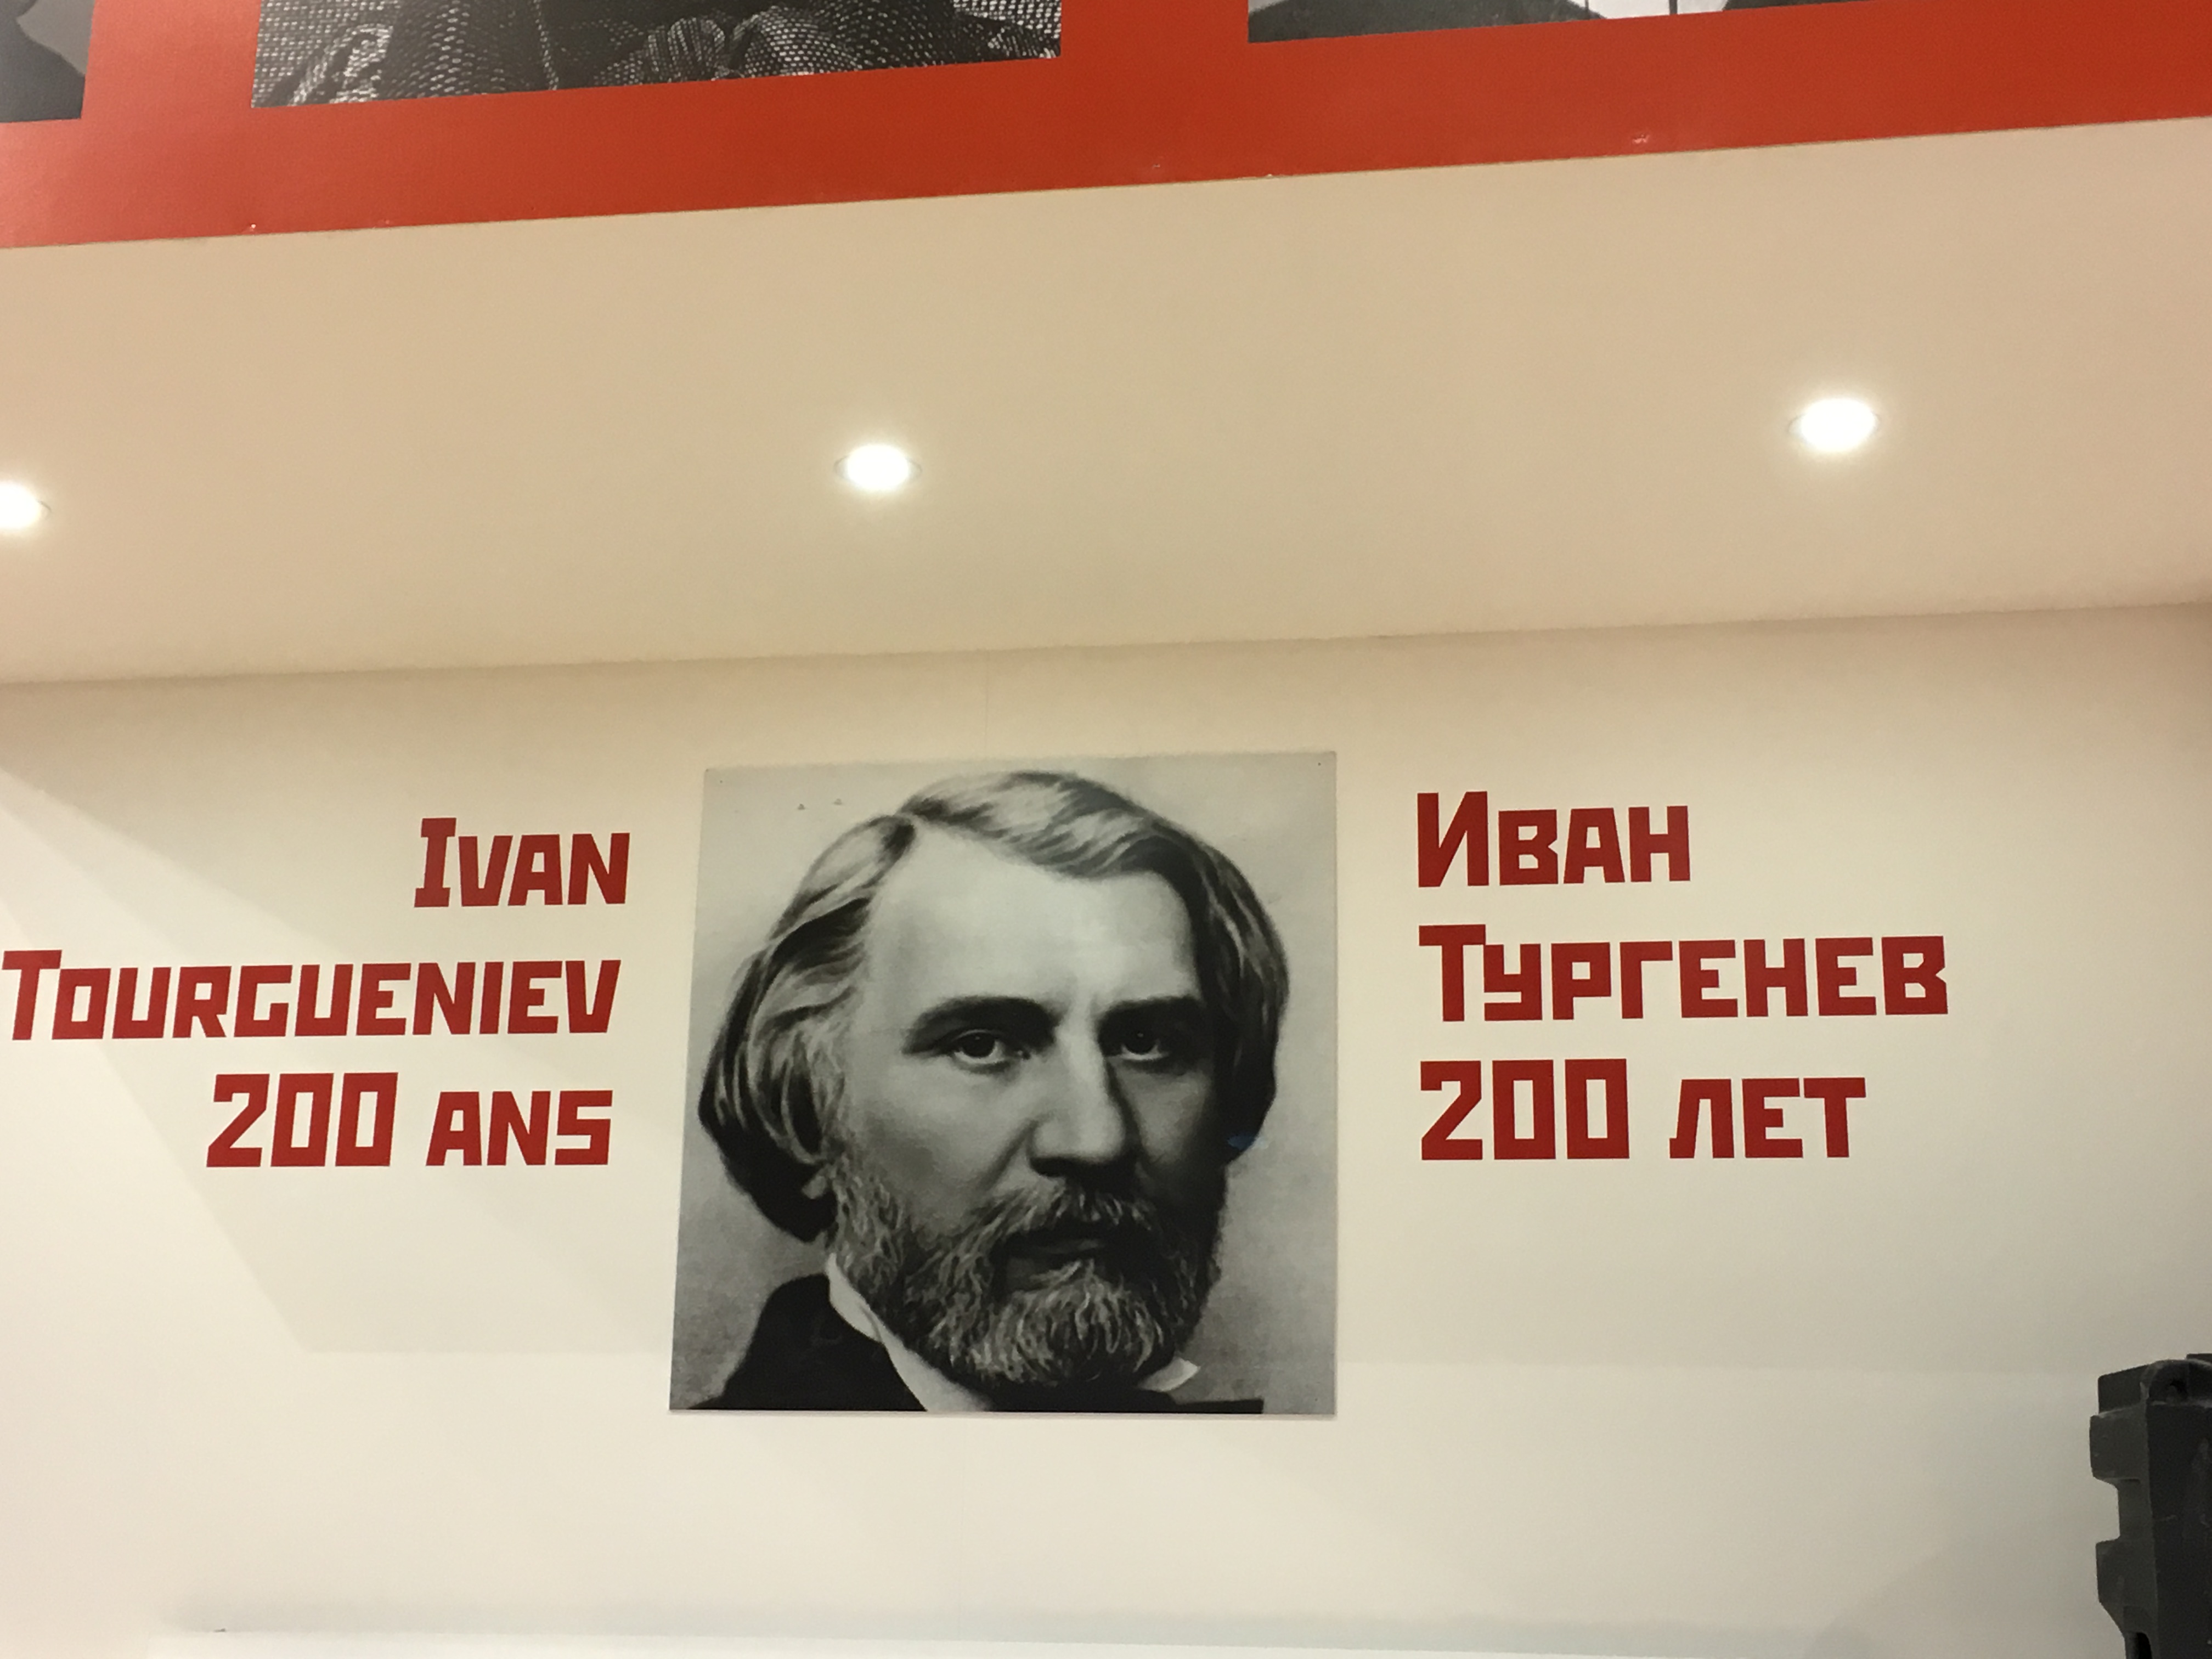 Ivan
Tourgueniev
200 ans
Иван
Тургенев
200 лет